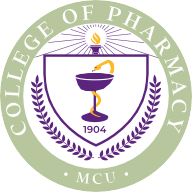 COLLEGE OF PHARMACY
1904
· MCU ·